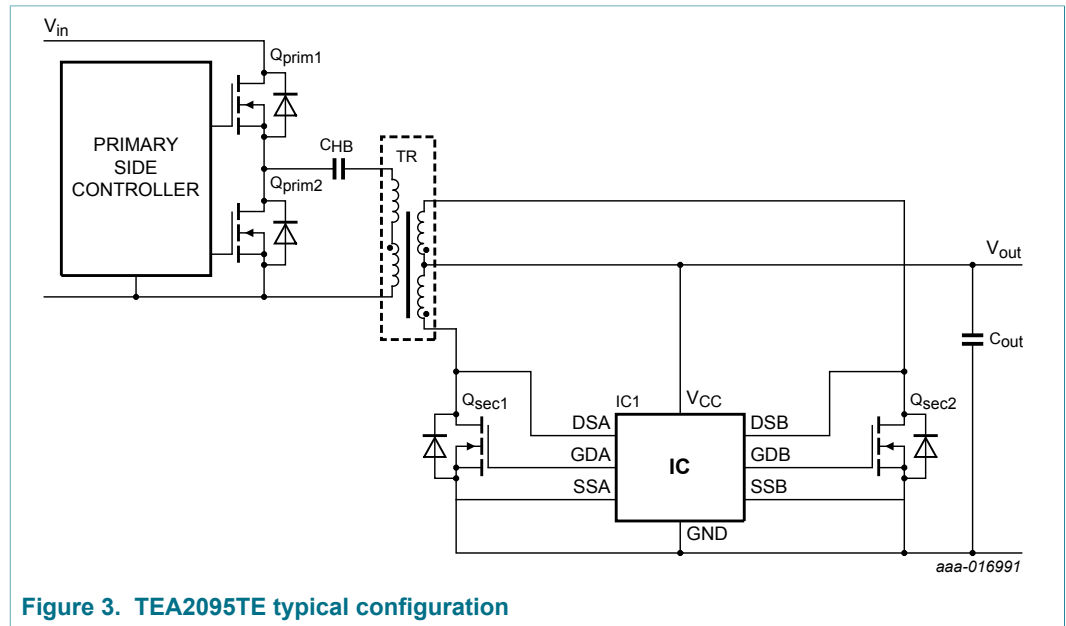 Vin
Qprim1
PRIMARY
SIDE
CONTROLLER
CHB
TR
Qprim2
Vout
Cout
Qsec1
IC1
VCC
Qsec2
DSA
DSB
GDA
IC
GDB
SSA
SSB
GND
aaa-016991
Figure 3. TEA2095TE typical configuration